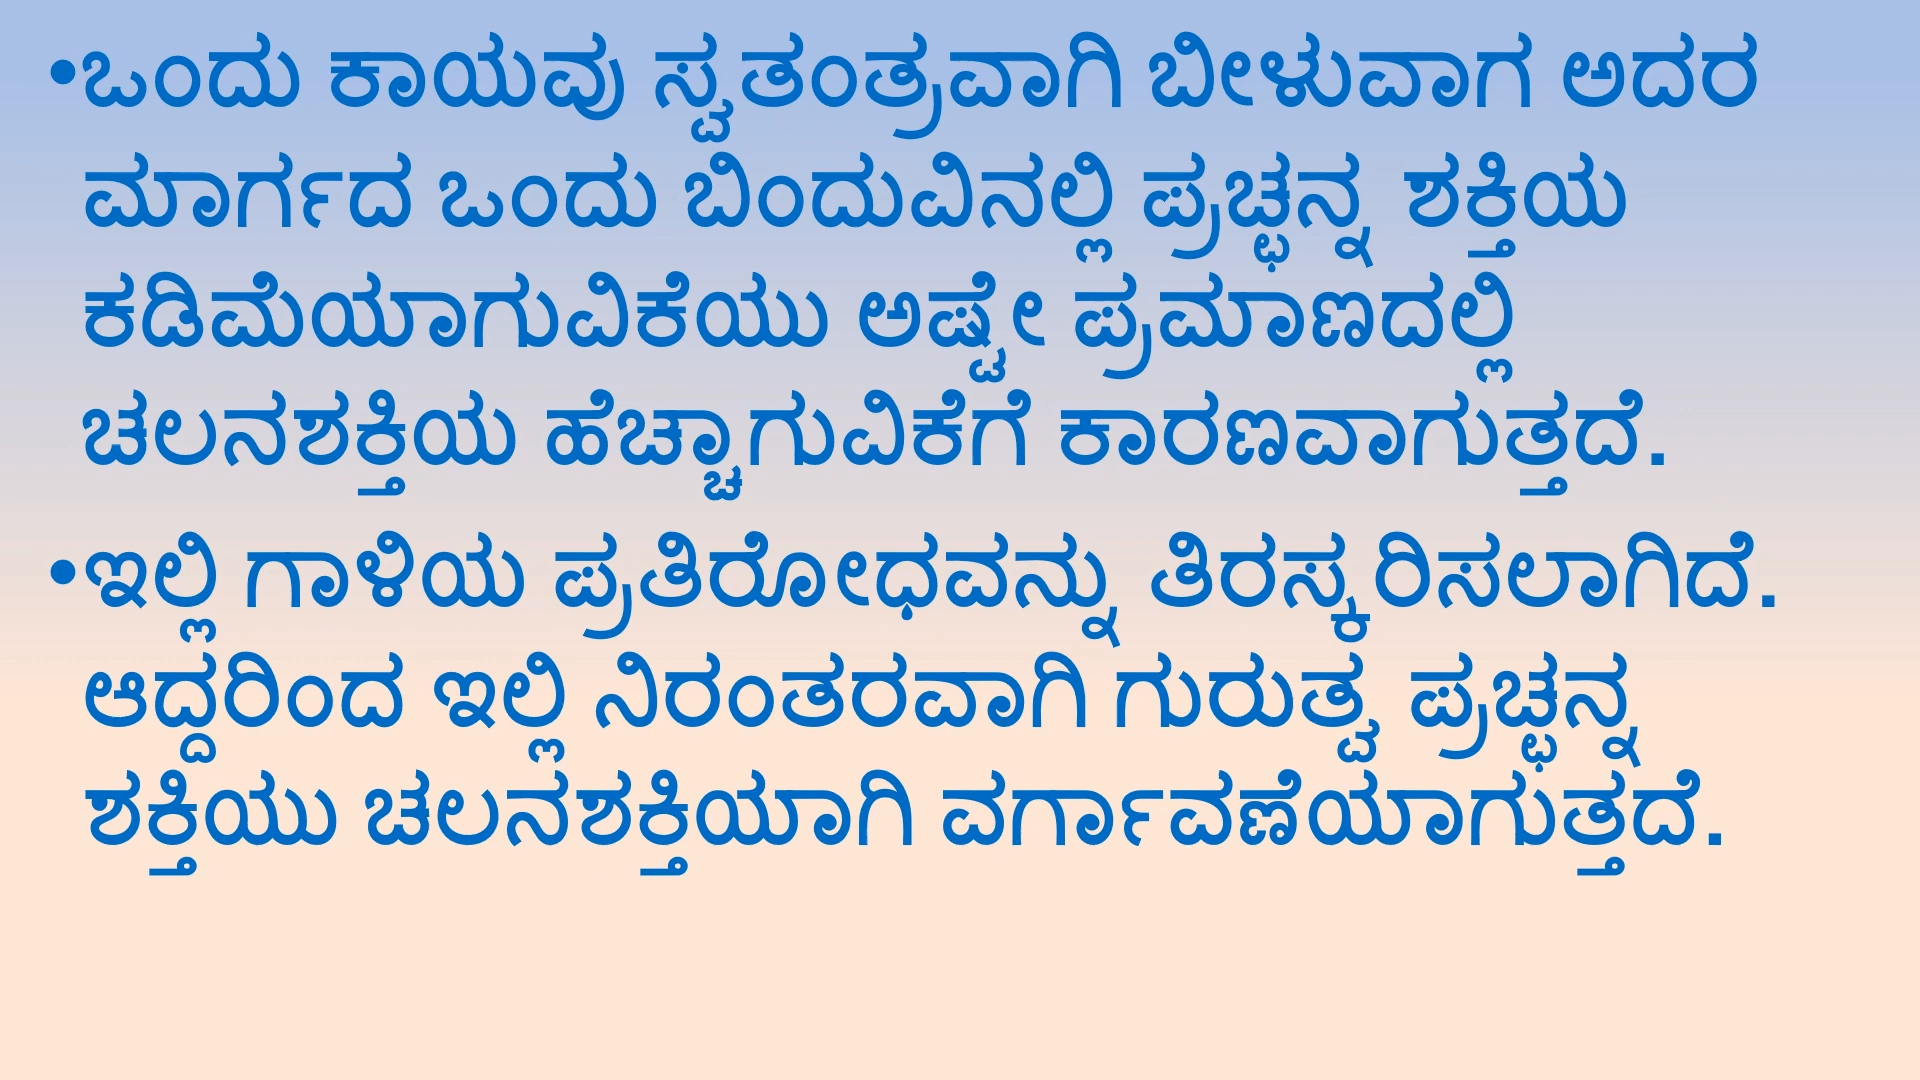 •ಒಂದು ಕಾಯವು ಸ್ವತಂತ್ರವಾಗಿ ಬೀಳುವಾಗ ಅದರ
ಮಾರ್ಗದ ಒಂದು ಬಿಂದುವಿನಲ್ಲಿ ಪ್ರಚ್ಛನ್ನ ಶಕ್ತಿಯ
ಕಡಿಮೆಯಾಗುವಿಕೆಯು ಅಷ್ಟೇ ಪ್ರಮಾಣದಲ್ಲಿ
ಚಲನಶಕ್ತಿಯ ಹೆಚ್ಚಾಗುವಿಕೆಗೆ ಕಾರಣವಾಗುತ್ತದೆ.
•ಇಲ್ಲಿ ಗಾಳಿಯ ಪ್ರತಿರೋಧವನ್ನು ತಿರಸ್ಕರಿಸಲಾಗಿದೆ.
ಆದ್ದರಿಂದ ಇಲ್ಲಿ ನಿರಂತರವಾಗಿ ಗುರುತ್ವ ಪ್ರಚ್ಛನ್ನ
ಶಕ್ತಿಯು ಚಲನಶಕ್ತಿಯಾಗಿ ವರ್ಗಾವಣೆಯಾಗುತ್ತದೆ.